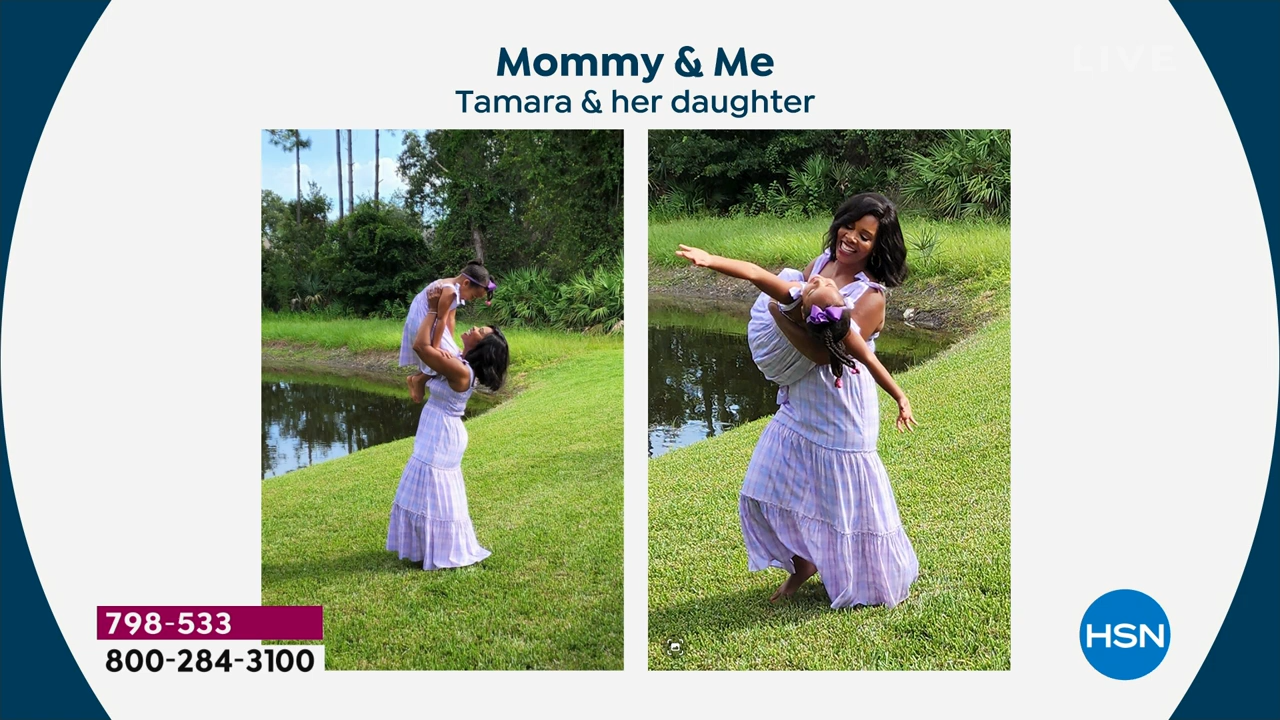 Mommy & Me
LIVE
Tamara & her daughter
798-533
800-284-3100
HSN